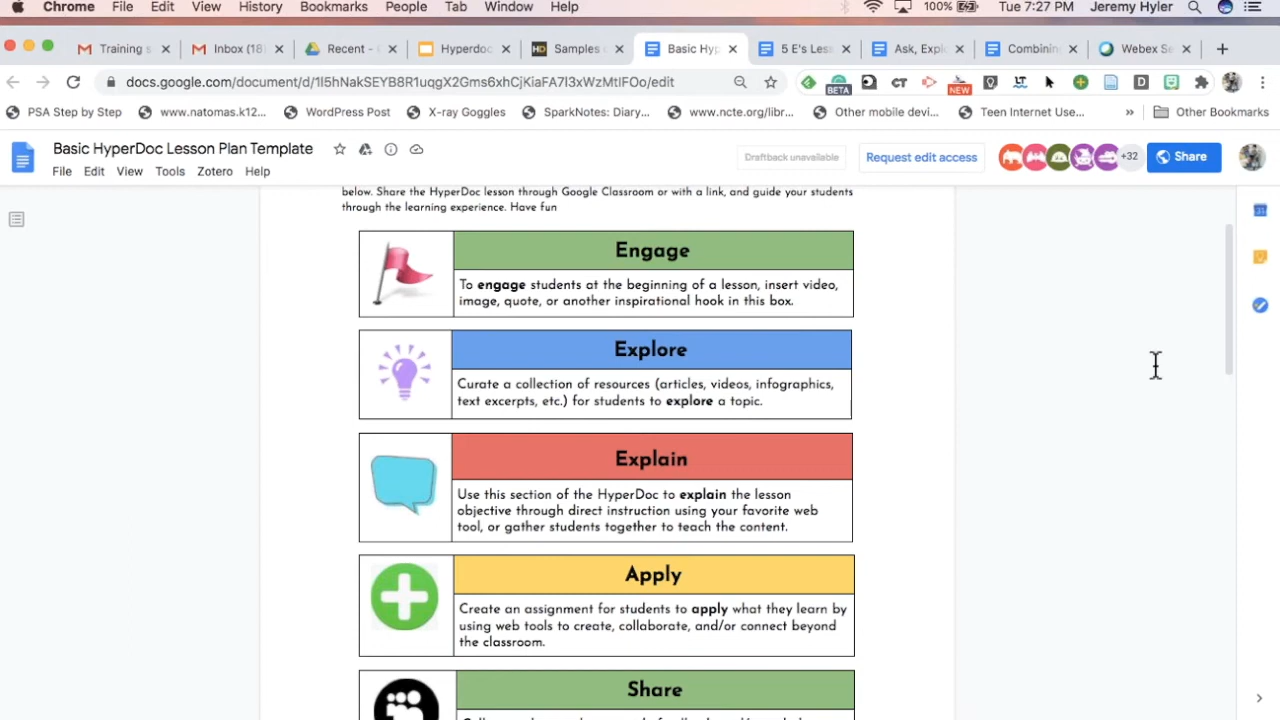 Chrome File Edit View History Bookmarks People Tab Window Help 100% Tue 7:27 PM Jeremy Hyler
Training s Inbox (18 Recent - Hyperdoc HD Samples Basic Hyp 5 E's Less Ask, Explo Combining Webex Se
docs.google.com/document/d/1I5hNakSEYB8R1uqgX2Gms6xhCjKiaFA7I3xWzMtIFOo/edit CT BETA NEW LT D
PSA Step by Step www.natomas.k12... WordPress Post X-ray Goggles SparkNotes: Diary... www.ncte.org/libr... Other mobile devi... Teen Internet Use... » Other Bookmarks
Basic HyperDoc Lesson Plan Template
Draftback unavailable Request edit access +32 Share
File Edit View Tools Zotero Help
below. Share the HyperDoc lesson through Google Classroom or with a link, and guide your students
through the learning experience. Have fun
Engage
To engage students at the beginning of a lesson, insert video,
image, quote, or another inspirational hook in this box.
Explore
Curate a collection of resources (articles, videos, infographics,
text excerpts, etc.) for students to explore a topic.
Explain
Use this section of the HyperDoc to explain the lesson
objective through direct instruction using your favorite web
tool, or gather students together to teach the content.
Apply
Create an assignment for students to apply what they learn by
using web tools to create, collaborate, and/or connect beyond
the classroom.
Share